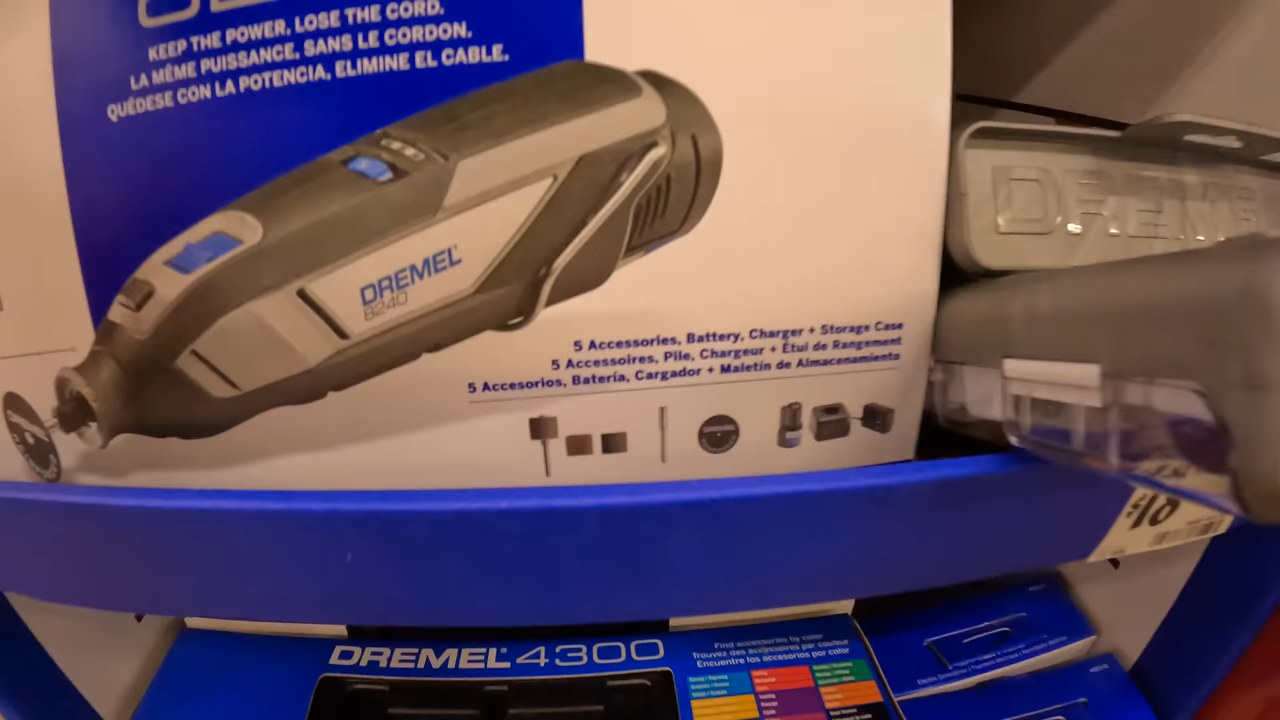 KEEP THE POWER, LOSE THE CORD.
LA MÊME PUISSANCE, SANS LE CORDON.
QUÉDESE CON LA POTENCIA, ELIMINE EL CABLE.
DREMEL
8240
5 Accessories, Battery, Charger + Storage Case
5 Accessoires, Pile, Chargeur + Étui de Rangement
5 Accesorios, Batería, Cargador + Maletín de Almacenamiento
DREMEL
DREMEL 4300
Find accessories by color
Trouvez des accessoires par couleur
Encuentre los accesorios por color